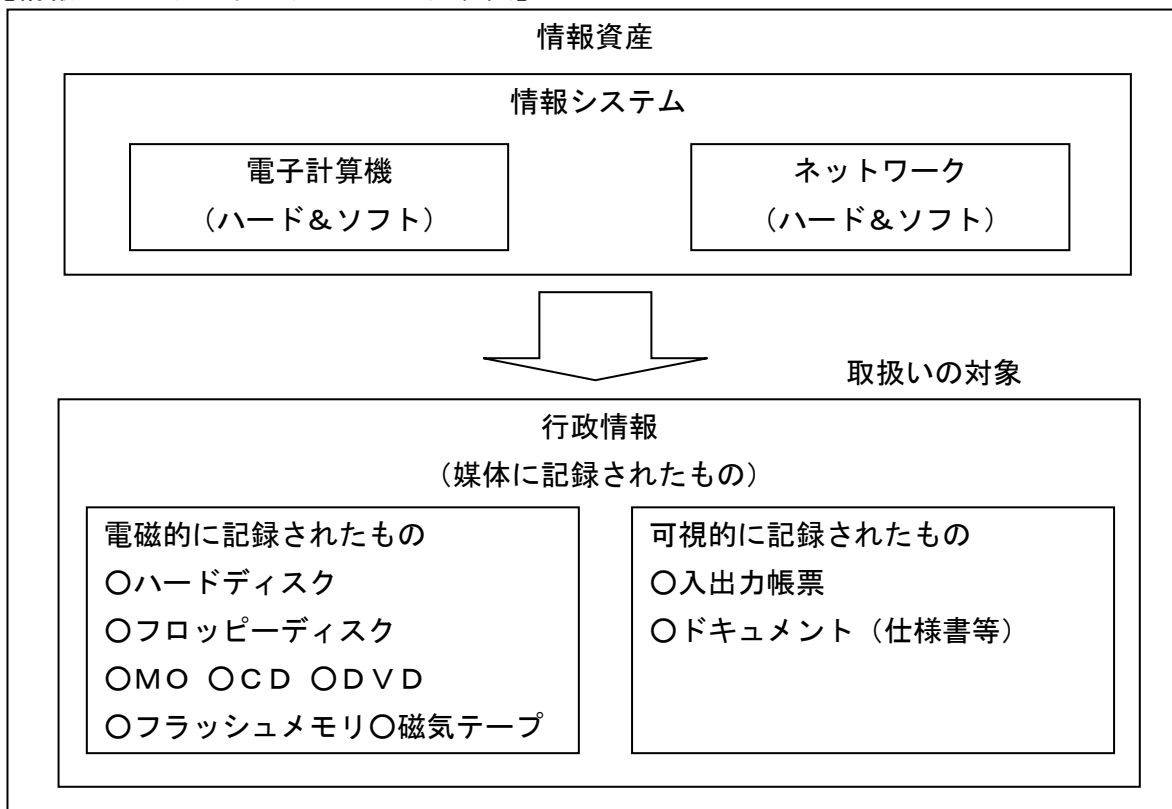 情報資産
情報システム
電子計算機
（ハード＆ソフト）
ネットワーク
（ハード＆ソフト）
取扱いの対象
行政情報
（媒体に記録されたもの）
電磁的に記録されたもの
○ハードディスク
○フロッピーディスク
○ＭＯ ○ＣＤ ○ＤＶＤ
○フラッシュメモリ○磁気テープ
可視的に記録されたもの
○入出力帳票
○ドキュメント（仕様書等）